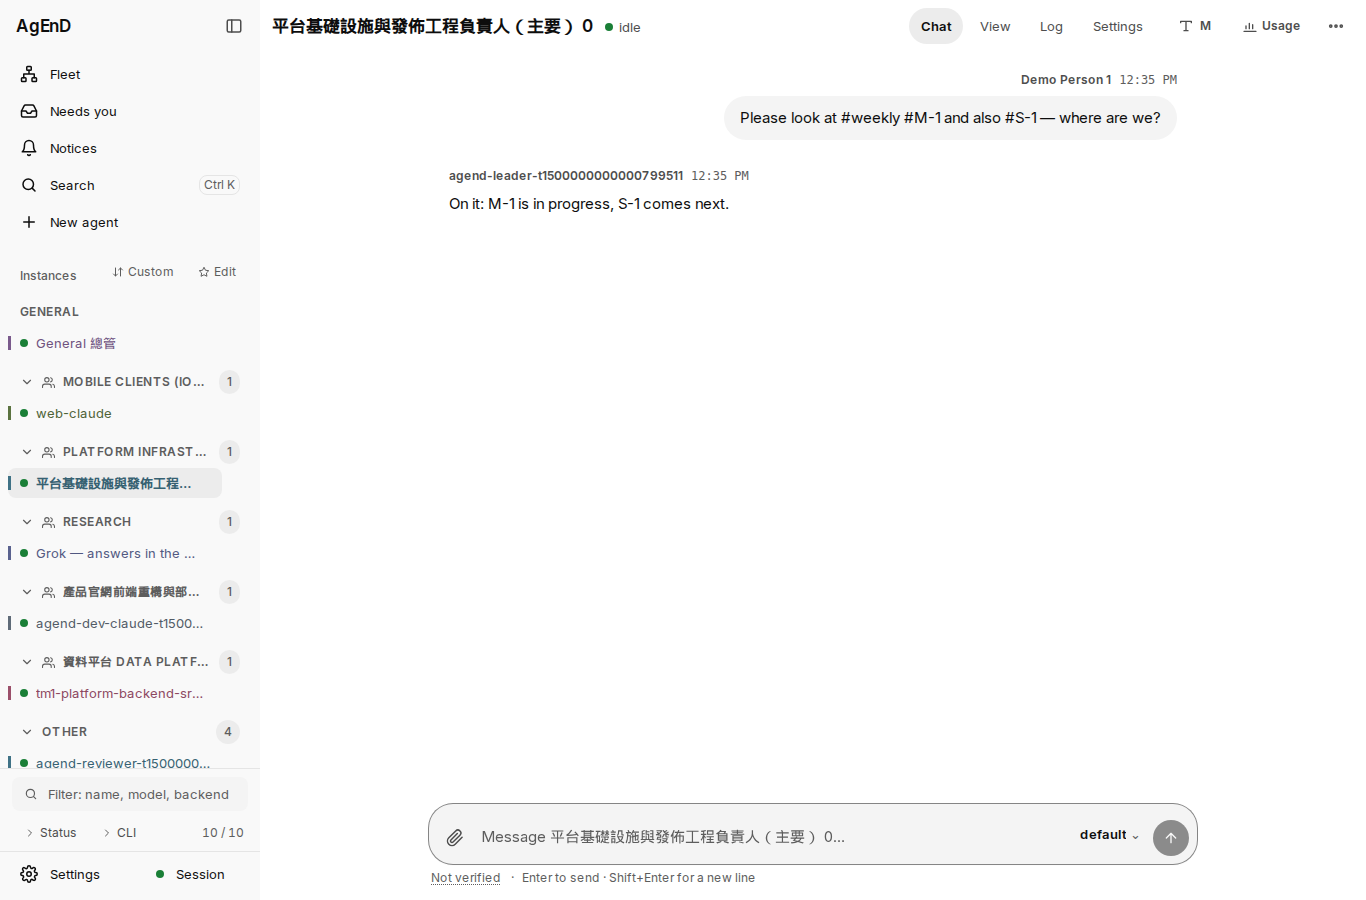 AgEnD
Fleet
Needs you
Notices
Search Ctrl K
New agent
Instances Custom Edit
GENERAL
General 總管
MOBILE CLIENTS (IO... 1
web-claude
PLATFORM INFRAST... 1
平台基礎設施與發佈工程...
RESEARCH 1
Grok — answers in the ...
產品官網前端重構與部... 1
agend-dev-claude-t1500...
資料平台 DATA PLATF... 1
tm1-platform-backend-sr...
OTHER 4
agend-reviewer-t1500000...
Filter: name, model, backend
Status CLI 10 / 10
Settings Session
平台基礎設施與發佈工程負責人（主要）0 idle
Chat View Log Settings M Usage
Demo Person 1 12:35 PM
Please look at #weekly #M-1 and also #S-1 — where are we?
agend-leader-t1500000000000799511 12:35 PM
On it: M-1 is in progress, S-1 comes next.
Message 平台基礎設施與發佈工程負責人（主要）0...
default
Not verified · Enter to send · Shift+Enter for a new line